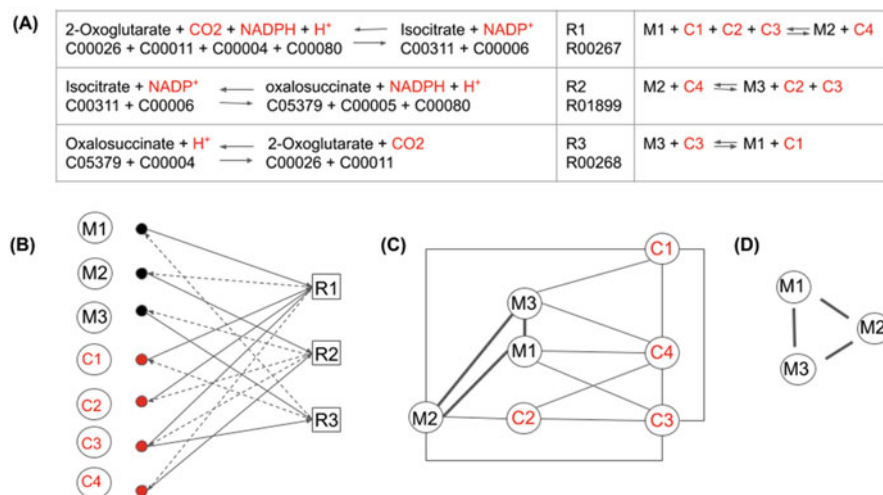 (A)
2-Oxoglutarate + CO2 + NADPH + H⁺ Isocitrate + NADP⁺ R1 M1 + C1 + C2 + C3 M2 + C4
C00026 + C00011 + C00004 + C00080 C00311 + C00006 R00267
Isocitrate + NADP⁺ oxalosuccinate + NADPH + H⁺ R2 M2 + C4 M3 + C2 + C3
C00311 + C00006 C05379 + C00005 + C00080 R01899
Oxalosuccinate + H⁺ 2-Oxoglutarate + CO2 R3 M3 + C3 M1 + C1
C05379 + C00004 C00026 + C00011 R00268
(B)
M1
M2
M3
C1
C2
C3
C4
R1
R2
R3
(C)
C1
M3
M1
C4
M2
C2
C3
(D)
M1
M2
M3